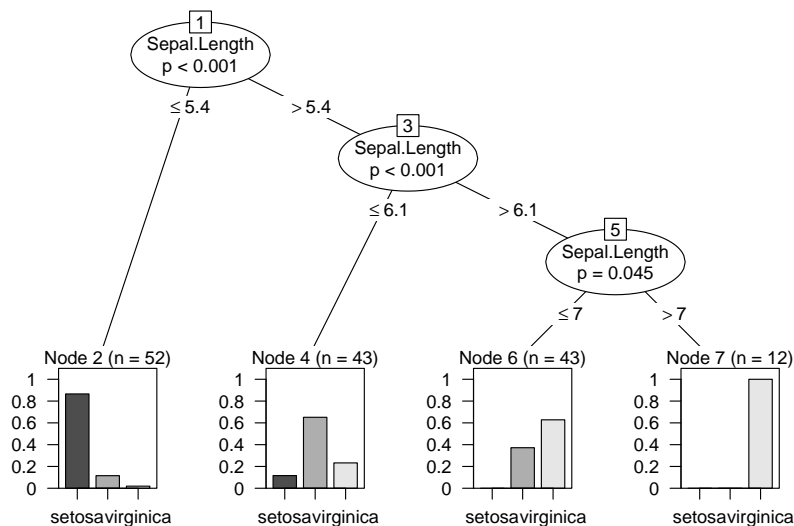 1
Sepal.Length
p < 0.001
≤ 5.4
> 5.4
3
Sepal.Length
p < 0.001
≤ 6.1
> 6.1
5
Sepal.Length
p = 0.045
≤ 7
> 7
Node 2 (n = 52)
1
0.8
0.6
0.4
0.2
0
setosavirginica
Node 4 (n = 43)
1
0.8
0.6
0.4
0.2
0
setosavirginica
Node 6 (n = 43)
1
0.8
0.6
0.4
0.2
0
setosavirginica
Node 7 (n = 12)
1
0.8
0.6
0.4
0.2
0
setosavirginica